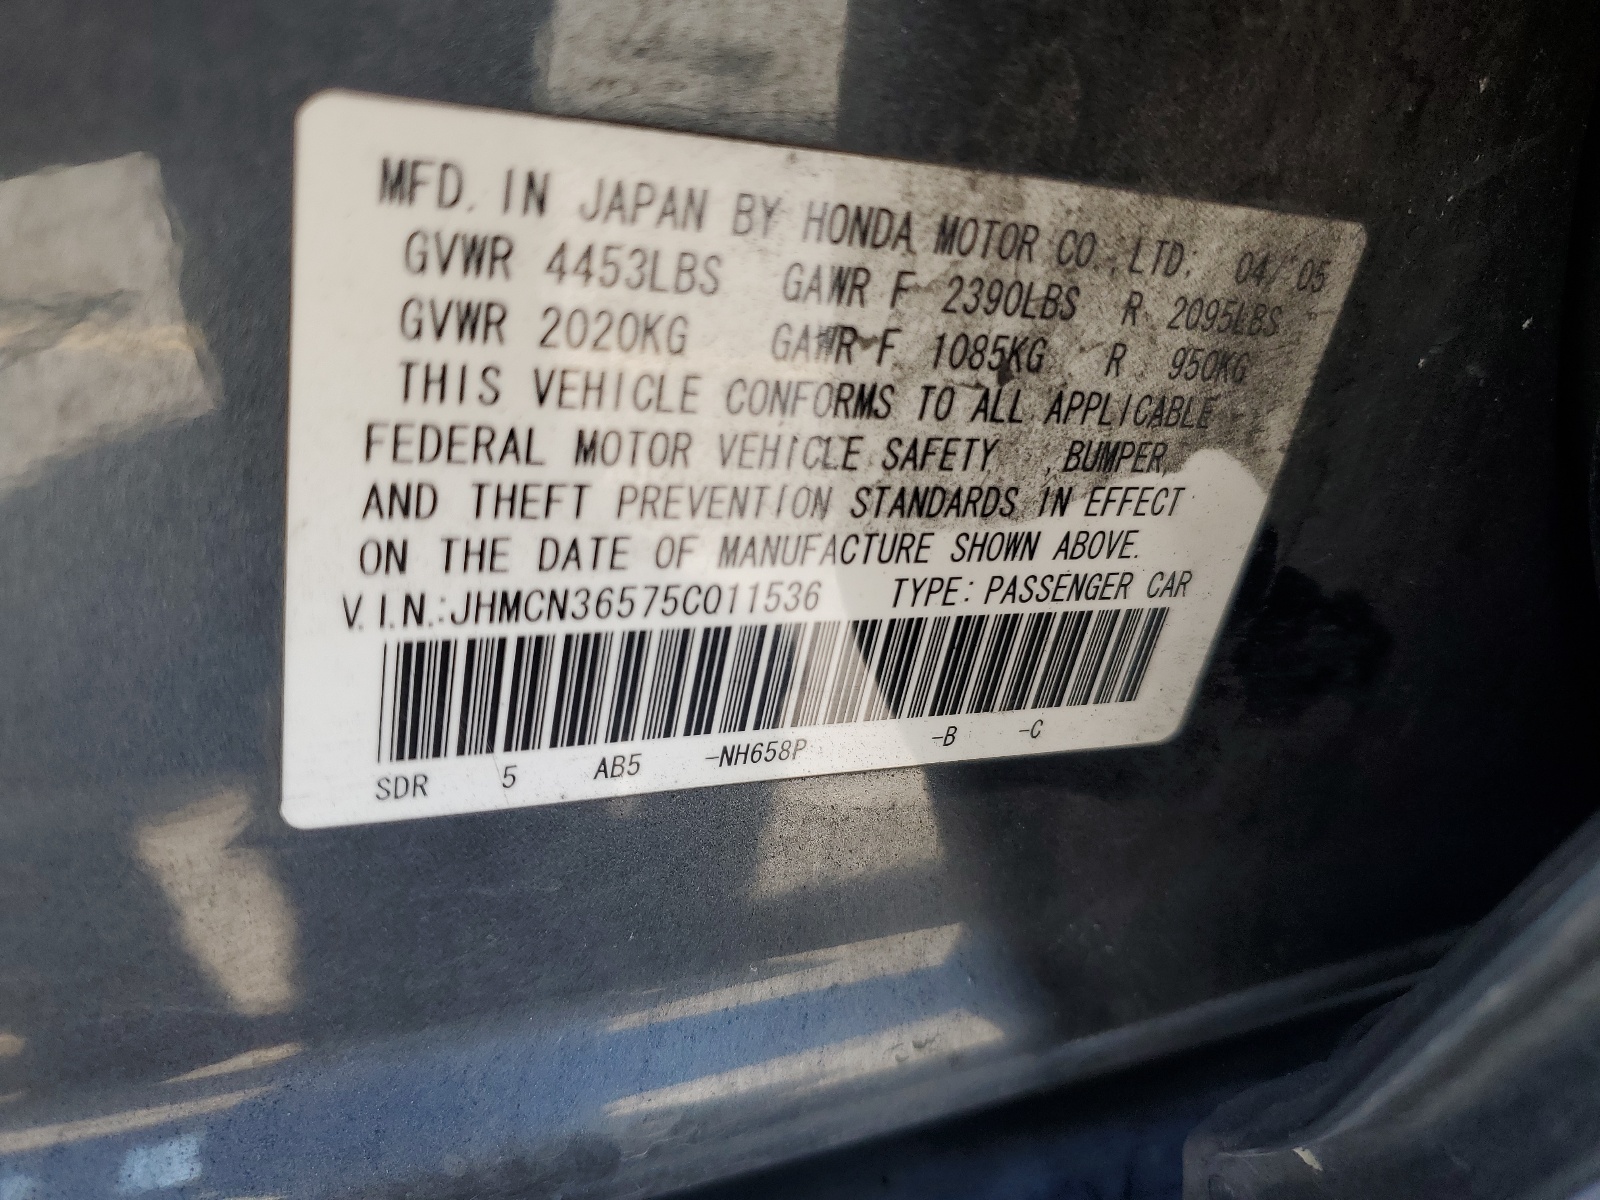 MFD. IN JAPAN BY HONDA MOTOR CO.,LTD. 04/05
GVWR 4453LBS GAWR F 2390LBS R 2095LBS
GVWR 2020KG GAWR F 1085KG R 950KG
THIS VEHICLE CONFORMS TO ALL APPLICABLE
FEDERAL MOTOR VEHICLE SAFETY , BUMPER,
AND THEFT PREVENTION STANDARDS IN EFFECT
ON THE DATE OF MANUFACTURE SHOWN ABOVE.
V.I.N.:JHMCN36575C011536 TYPE: PASSENGER CAR
SDR 5 AB5 -NH658P -B -C